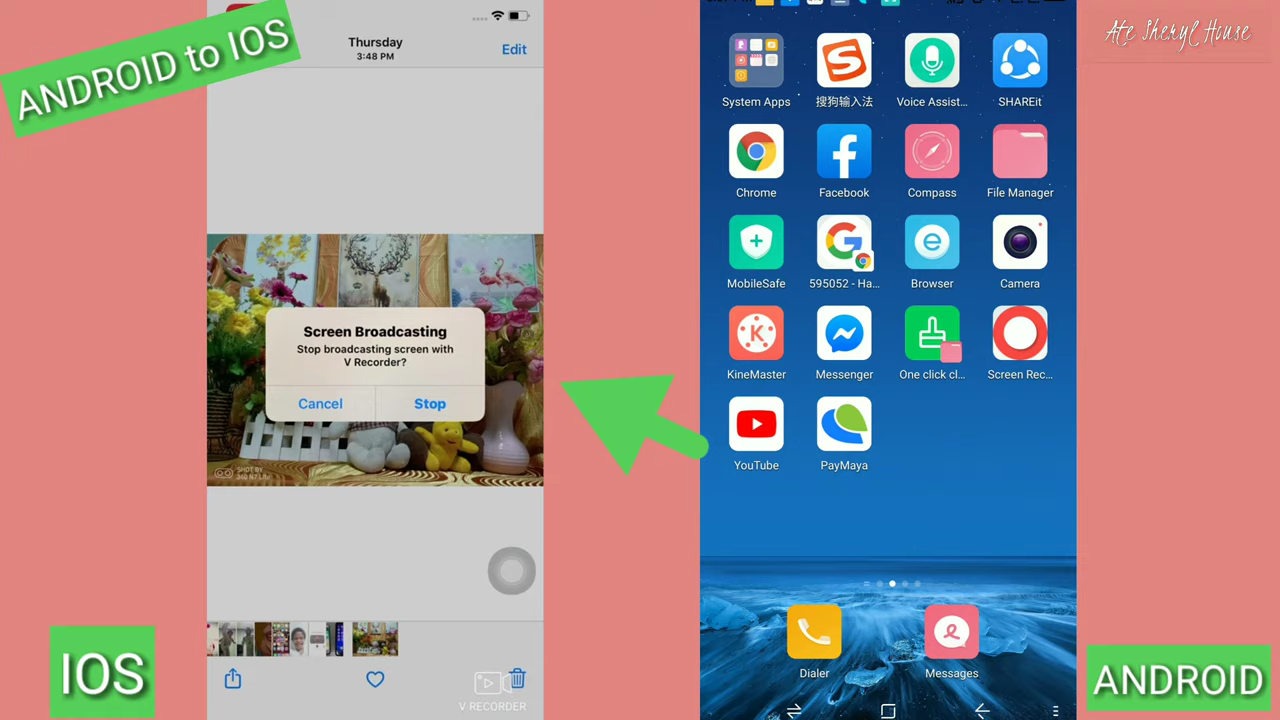 ANDROID to IOS
Thursday
3:48 PM
Edit
Screen Broadcasting
Stop broadcasting screen with
V Recorder?
Cancel
Stop
SHOT BY
V RECORDER
IOS
System Apps
搜狗输入法
Voice Assist...
SHAREit
Chrome
Facebook
Compass
File Manager
MobileSafe
595052 - Ha...
Browser
Camera
KineMaster
Messenger
One click cl...
Screen Rec...
YouTube
PayMaya
Dialer
Messages
Ate Sheryl House
ANDROID